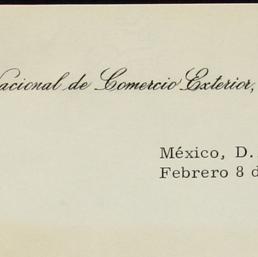 Nacional de Comercio Exterior,
México, D.
Febrero 8 d